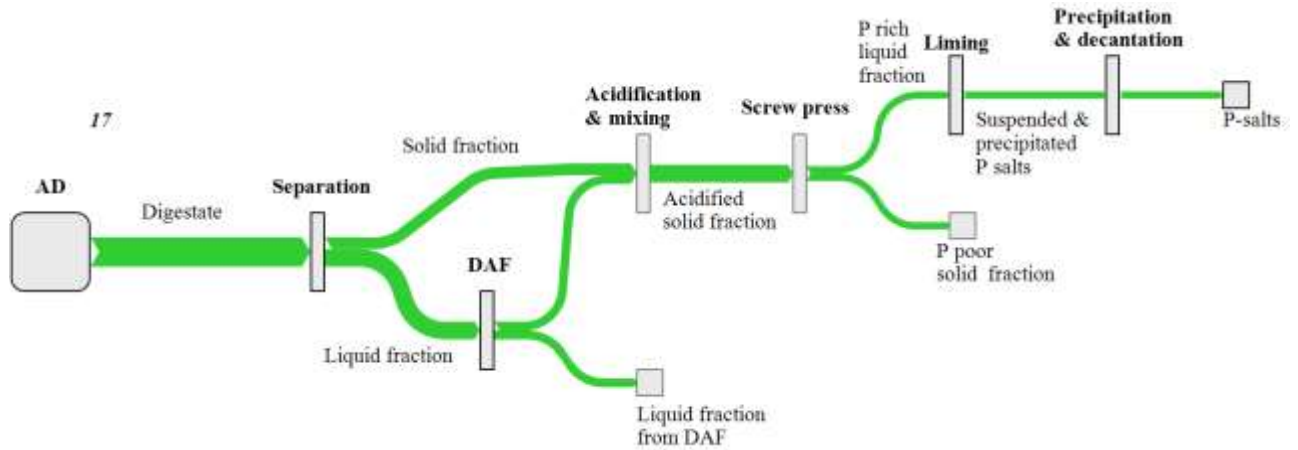 17
AD
Digestate
Separation
Solid fraction
Liquid fraction
DAF
Liquid fraction
from DAF
Acidification
& mixing
Acidified
solid fraction
Screw press
P rich
liquid
fraction
Liming
Suspended &
precipitated
P salts
P poor
solid fraction
Precipitation
& decantation
P-salts